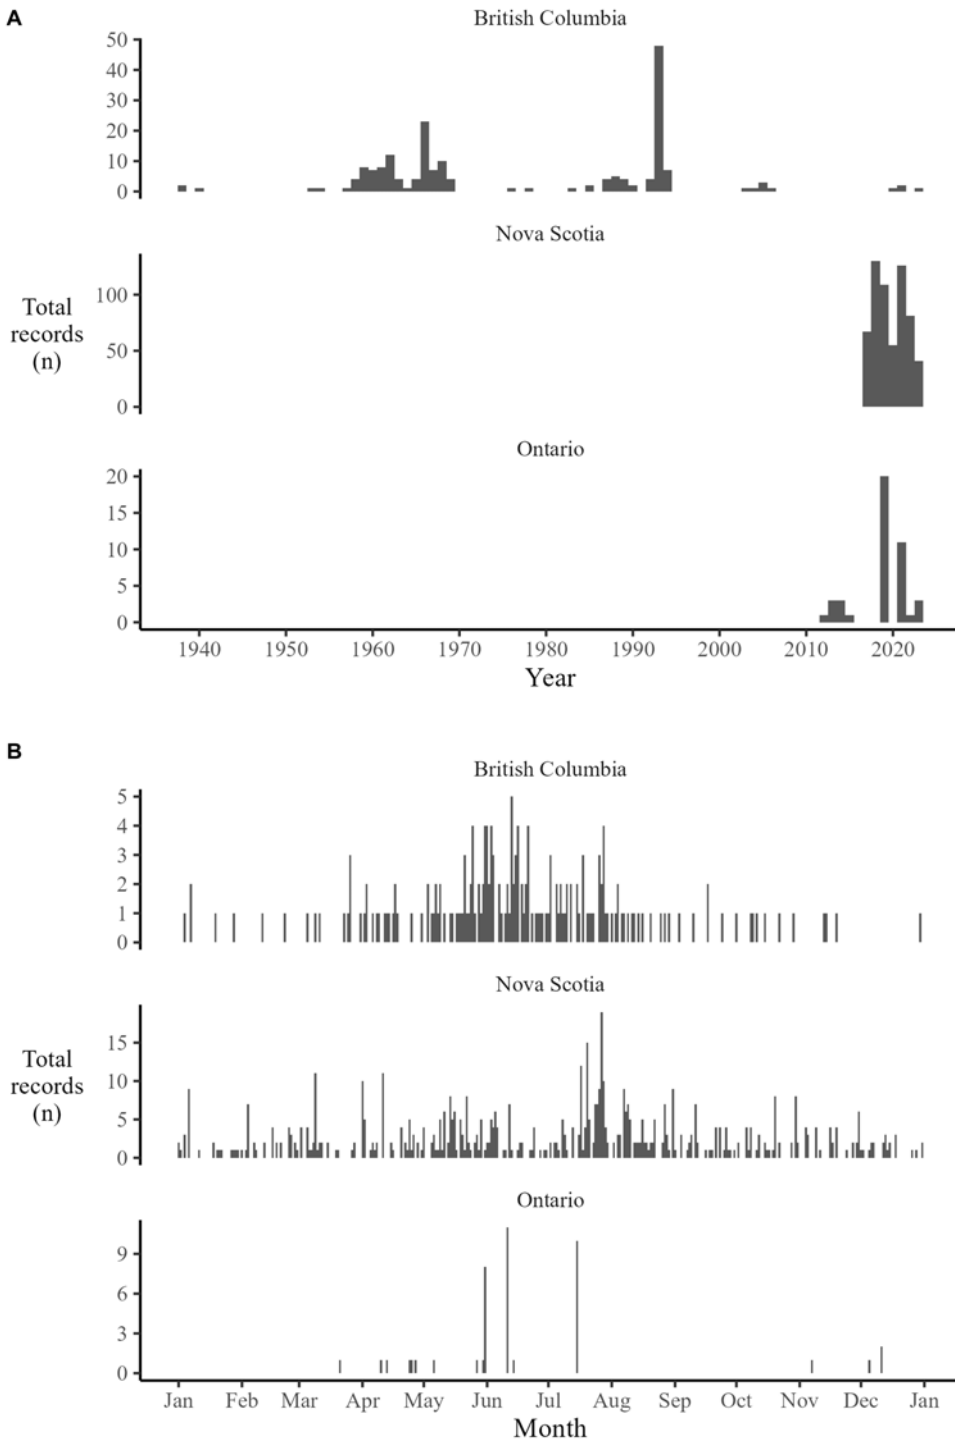 A
British Columbia
50
40
30
20
10
0
Nova Scotia
Total
records
(n)
100
50
0
Ontario
20
15
10
5
0
1940 1950 1960 1970 1980 1990 2000 2010 2020
Year
B
British Columbia
5
4
3
2
1
0
Nova Scotia
Total
records
(n)
15
10
5
0
Ontario
9
6
3
0
Jan Feb Mar Apr May Jun Jul Aug Sep Oct Nov Dec Jan
Month